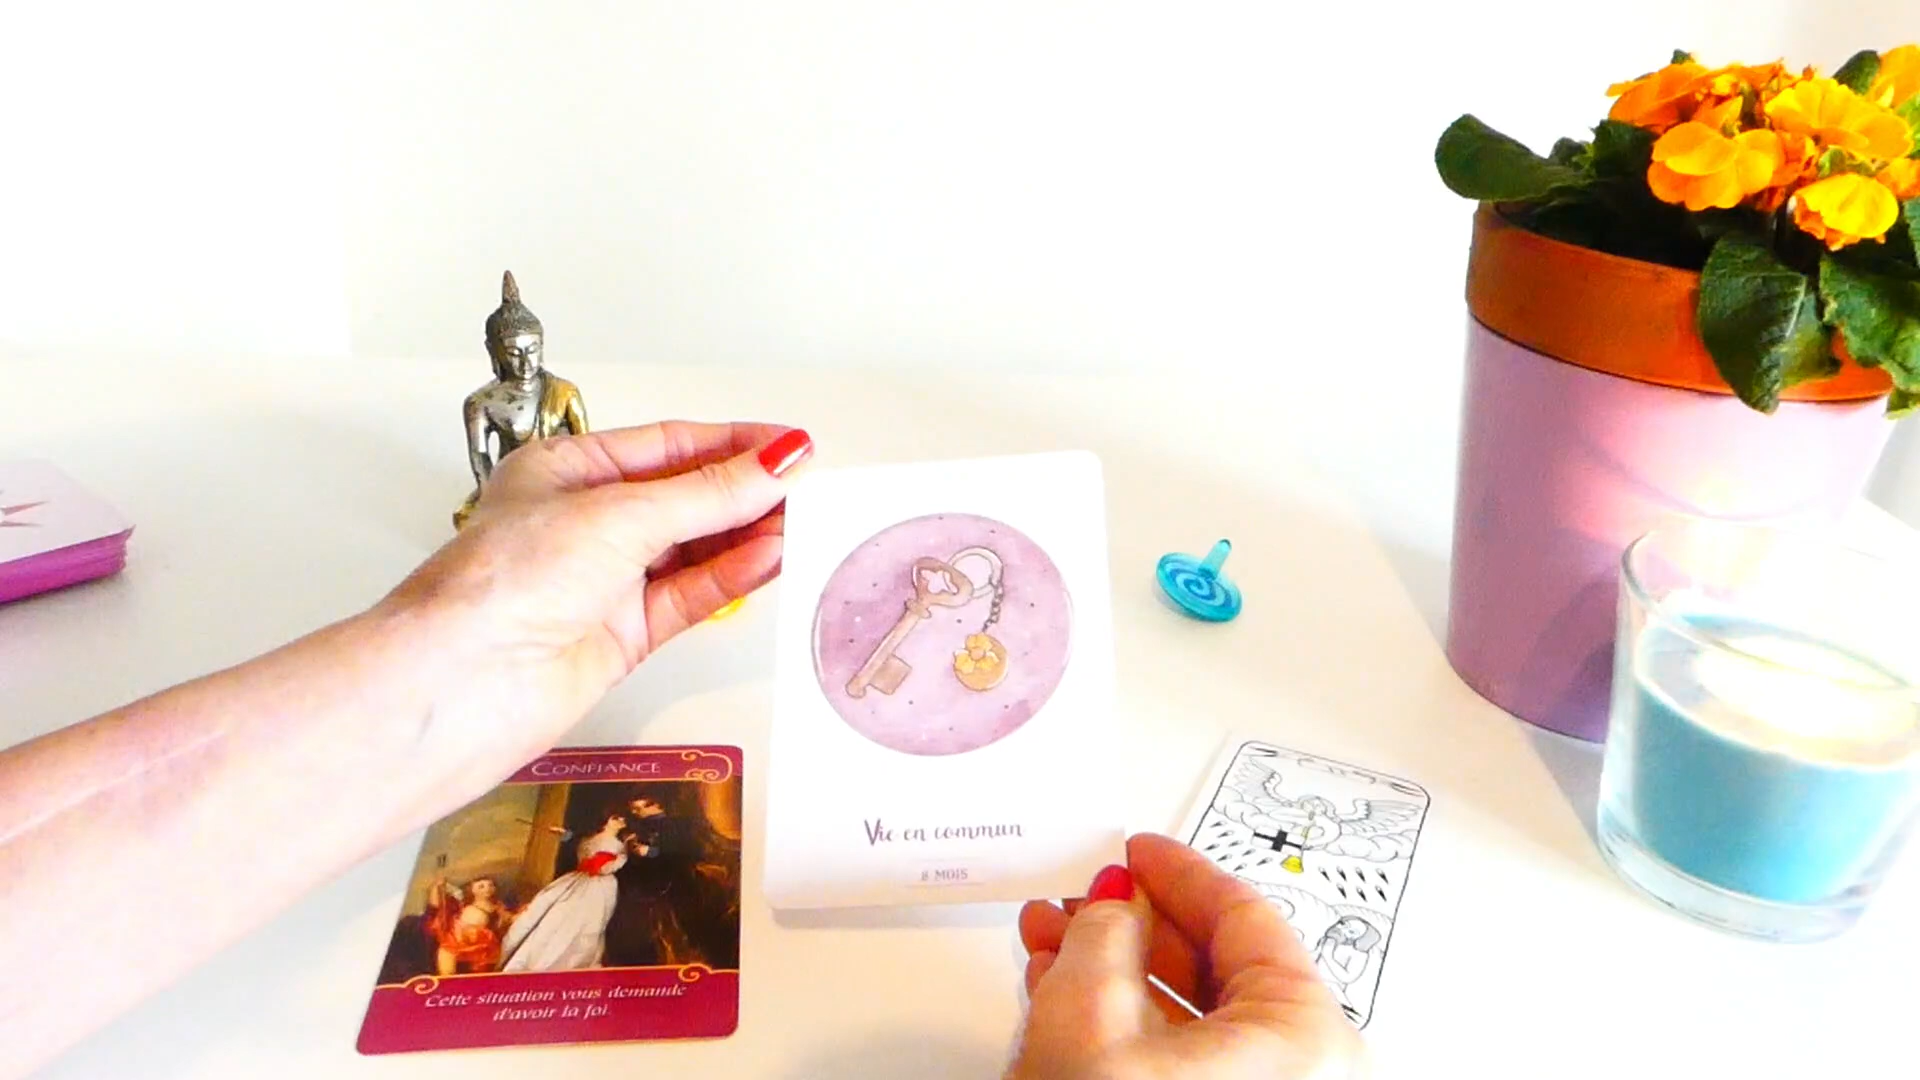 Vie en commun
8 MOIS
CONFIANCE
Cette situation vous demande
d'avoir la foi.